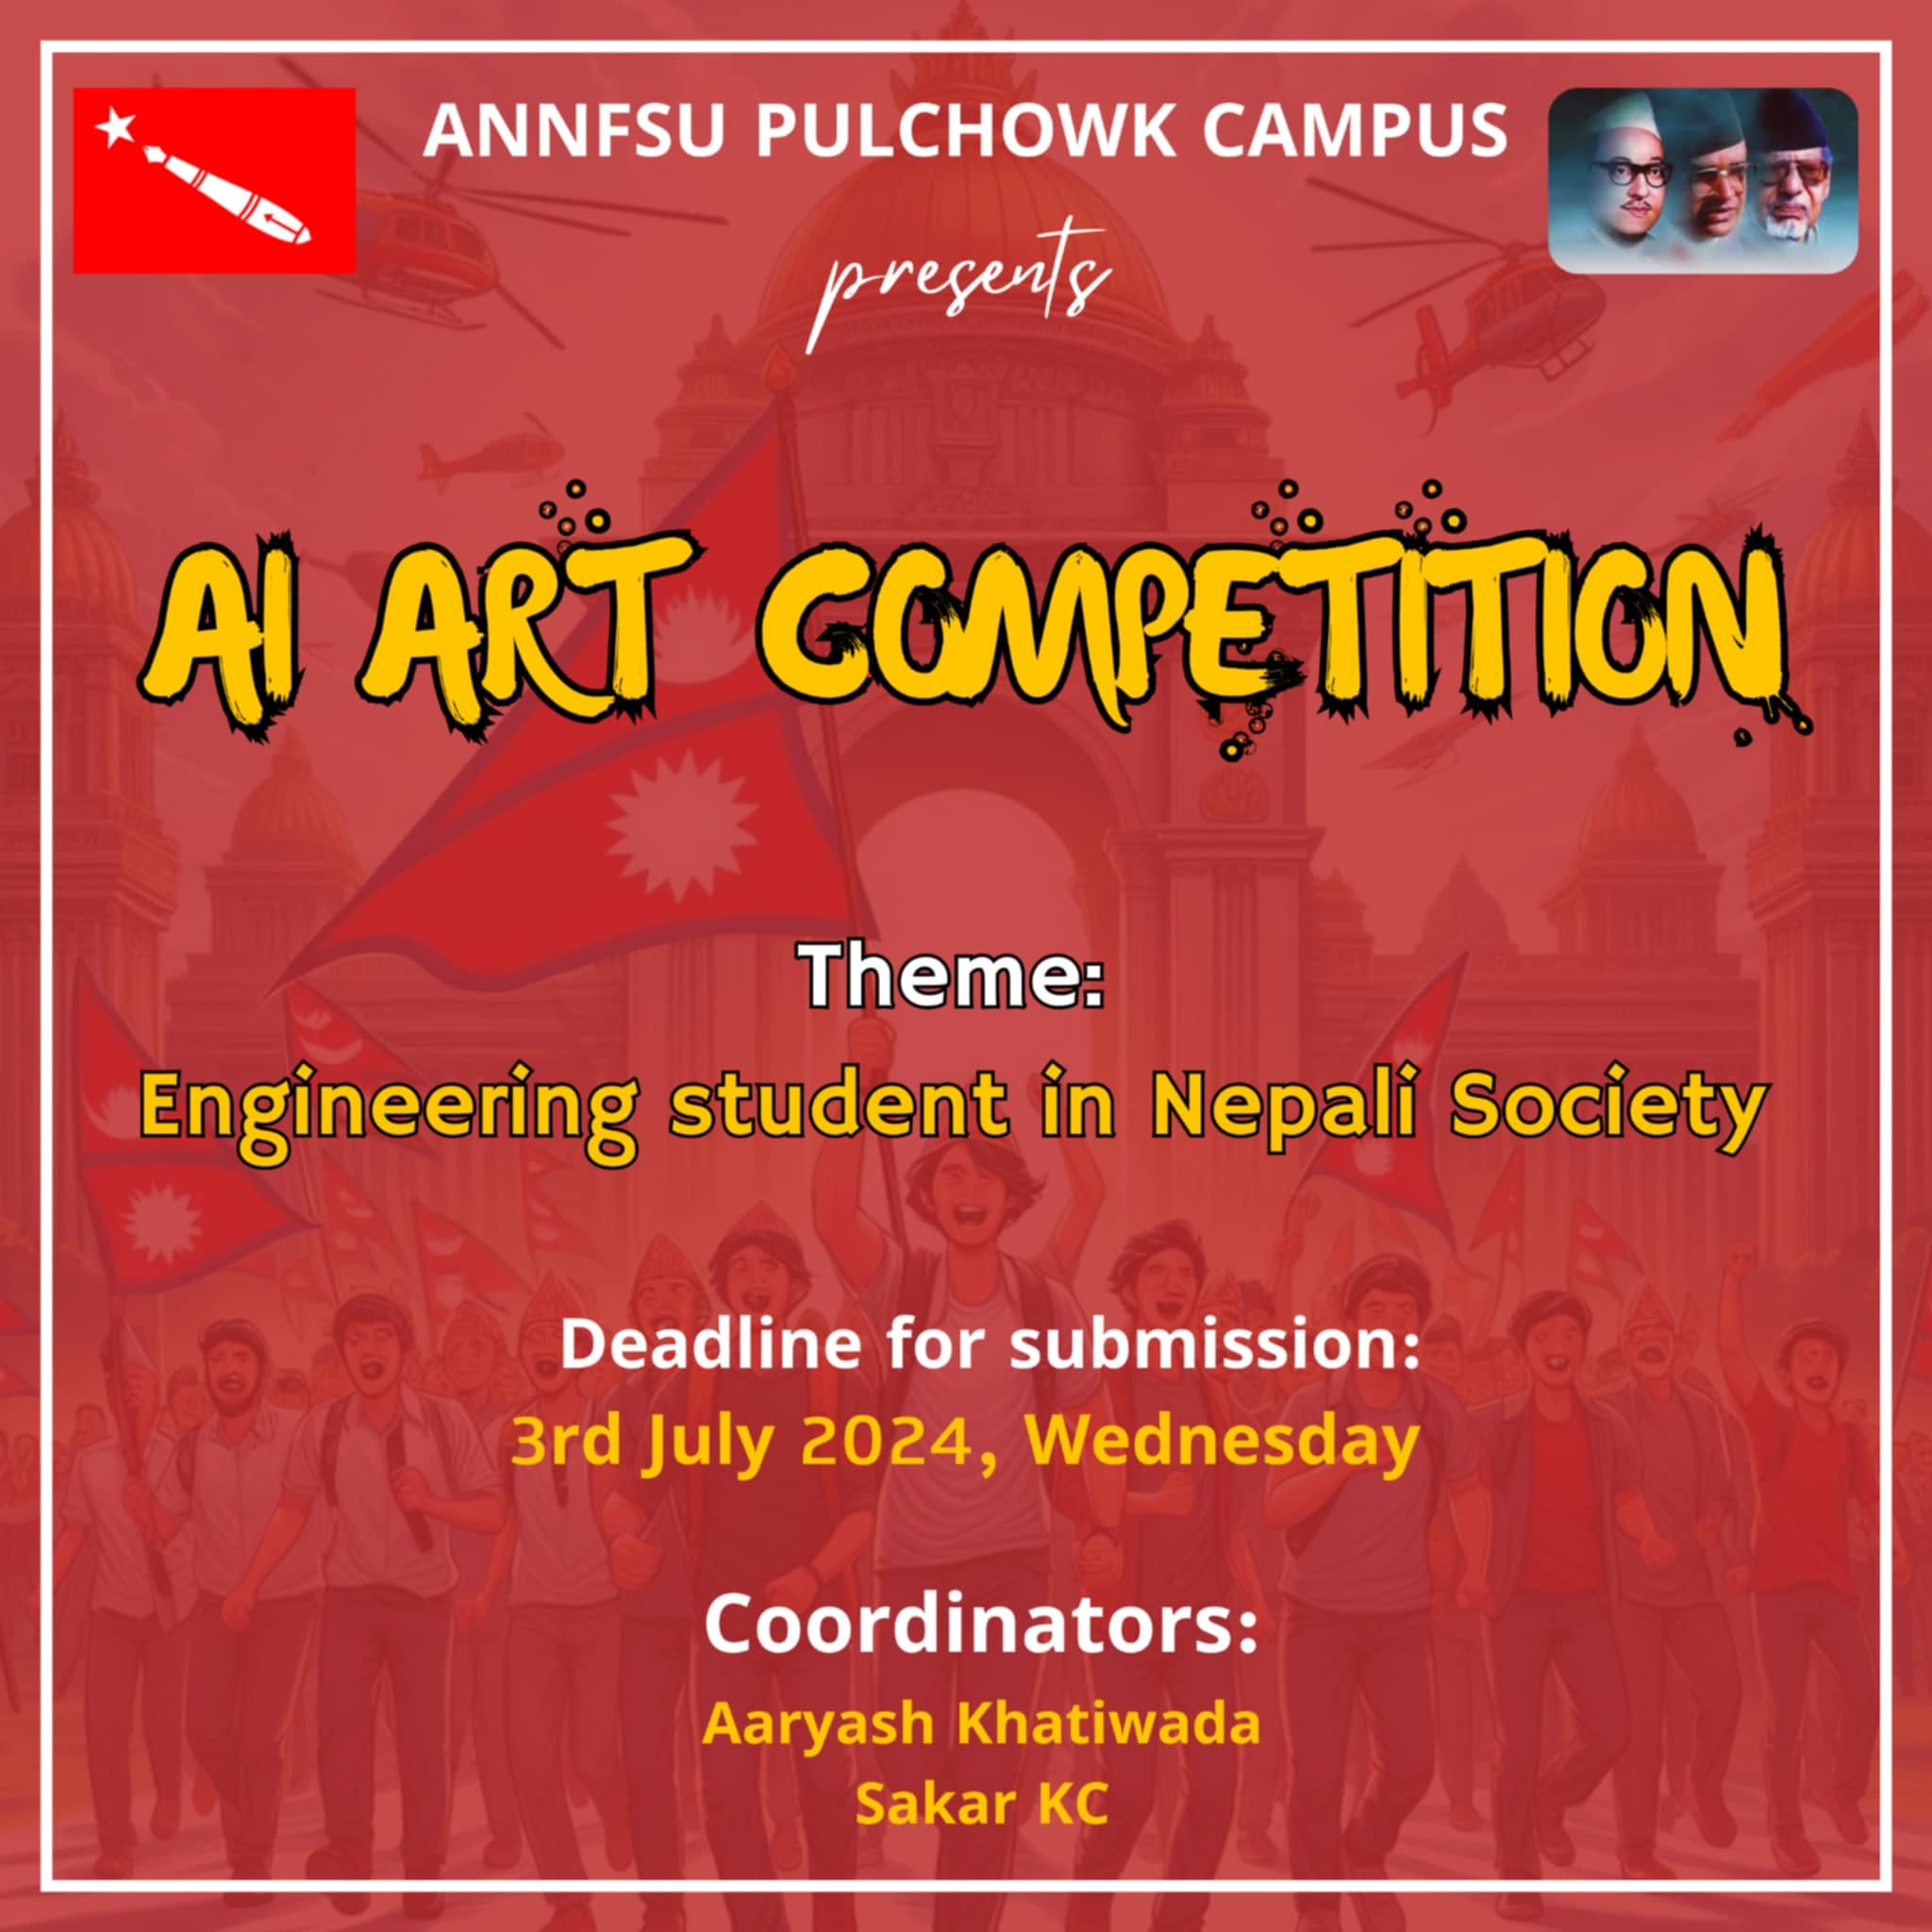 ANNFSU PULCHOWK CAMPUS
presents
AI ART COMPETITION
Theme:
Engineering student in Nepali Society
Deadline for submission:
3rd July 2024, Wednesday
Coordinators:
Aaryash Khatiwada
Sakar KC